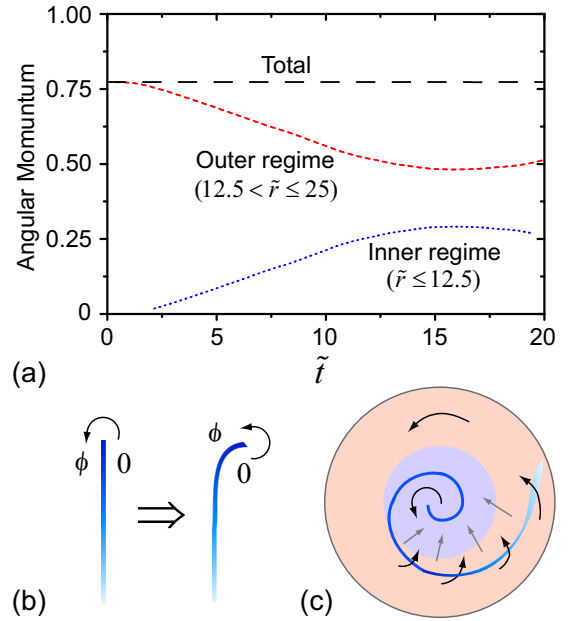 1.00
0.75
0.50
0.25
0
Angular Momuntum
Total
Outer regime
(12.5 < r̃ ≤ 25)
Inner regime
(r̃ ≤ 12.5)
0 5 10 15 20
t̃
(a)
ϕ 0
ϕ 0
(b)
(c)